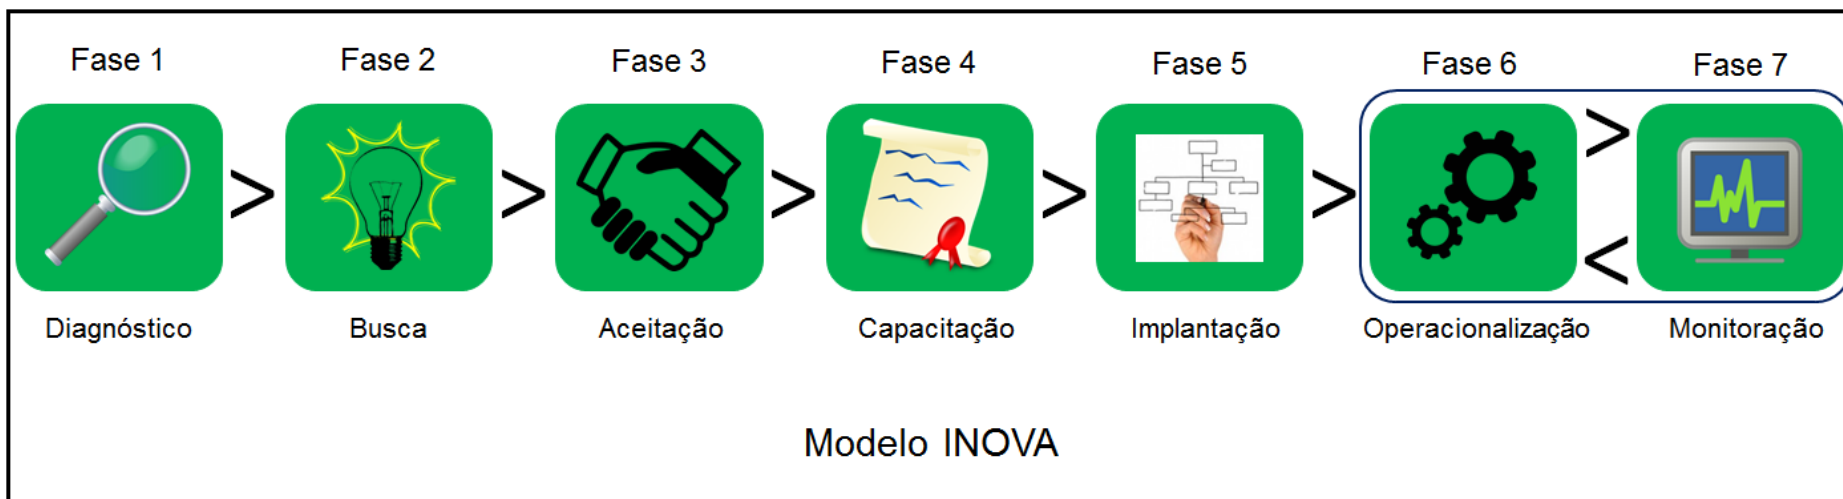 Fase 1
Fase 2
Fase 3
Fase 4
Fase 5
Fase 6
Fase 7
>
>
>
>
>
>
<
Diagnóstico
Busca
Aceitação
Capacitação
Implantação
Operacionalização
Monitoração
Modelo INOVA